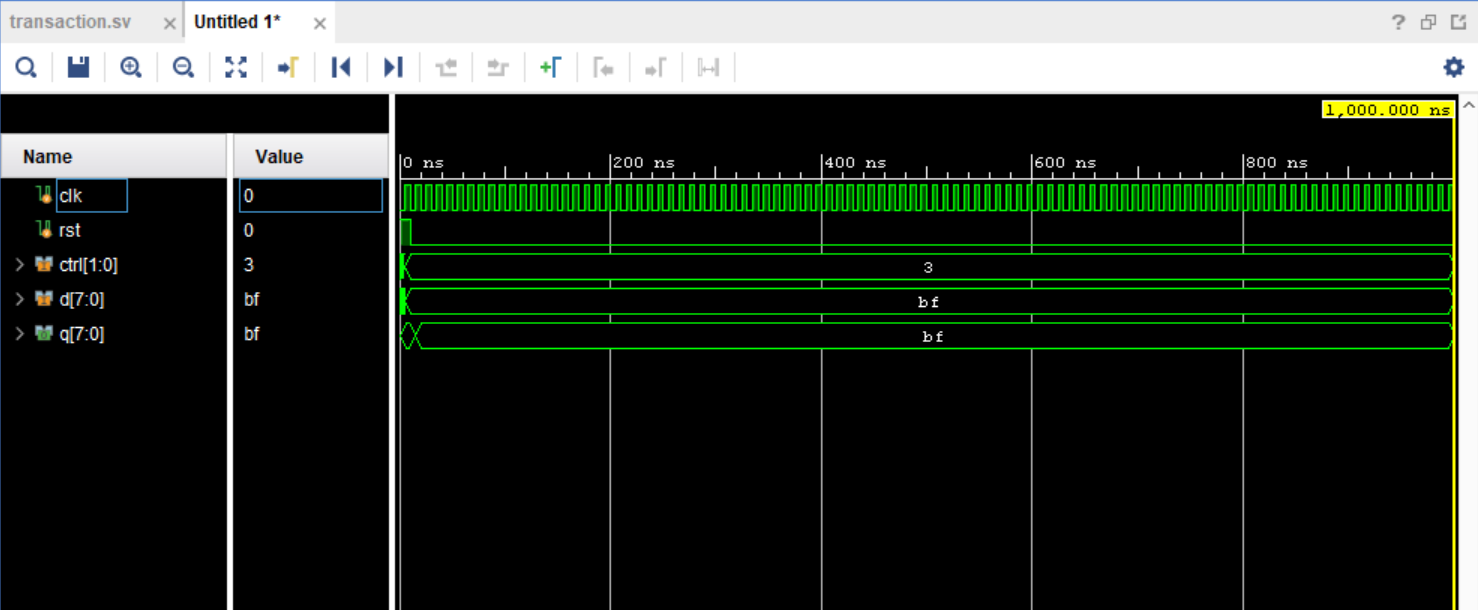 transaction.sv Untitled 1*
1,000.000 ns
Name Value 0 ns 200 ns 400 ns 600 ns 800 ns
clk 0
rst 0
ctrl[1:0] 3 3
d[7:0] bf bf
q[7:0] bf bf